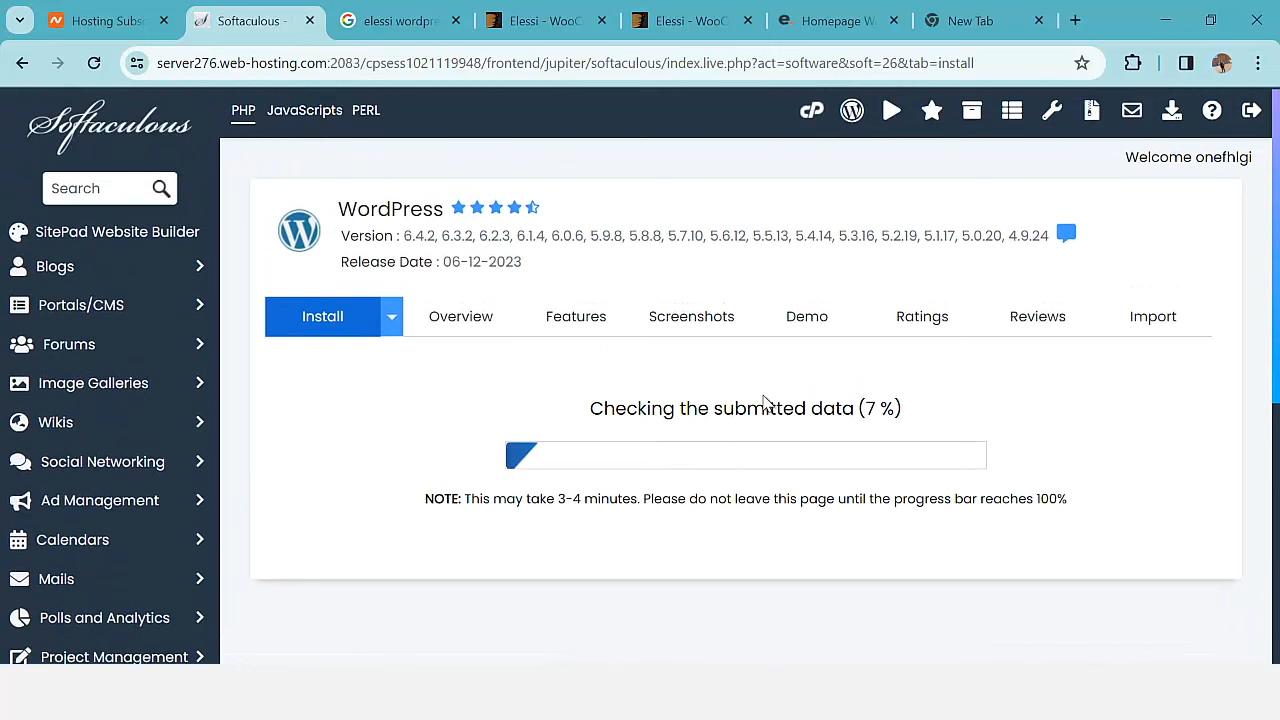 Hosting Subsc
Softaculous -
elessi wordpre
Elessi - WooC
Elessi - WooC
Homepage W
New Tab
server276.web-hosting.com:2083/cpsess1021119948/frontend/jupiter/softaculous/index.live.php?act=software&soft=26&tab=install
Softaculous
PHP JavaScripts PERL
cP
Welcome onefhlgi
Search
SitePad Website Builder
Blogs
Portals/CMS
Forums
Image Galleries
Wikis
Social Networking
Ad Management
Calendars
Mails
Polls and Analytics
Project Management
WordPress
Version : 6.4.2, 6.3.2, 6.2.3, 6.1.4, 6.0.6, 5.9.8, 5.8.8, 5.7.10, 5.6.12, 5.5.13, 5.4.14, 5.3.16, 5.2.19, 5.1.17, 5.0.20, 4.9.24
Release Date : 06-12-2023
Install Overview Features Screenshots Demo Ratings Reviews Import
Checking the submitted data (7 %)
NOTE: This may take 3-4 minutes. Please do not leave this page until the progress bar reaches 100%